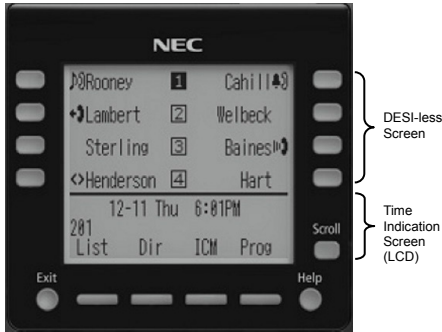 NEC
Rooney 1 Cahill
Lambert 2 Welbeck
Sterling 3 Baines
<>Henderson 4 Hart
12-11 Thu 6:01PM
201
List Dir ICM Prog
Exit
Scroll
Help
DESI-less
Screen
Time
Indication
Screen
(LCD)